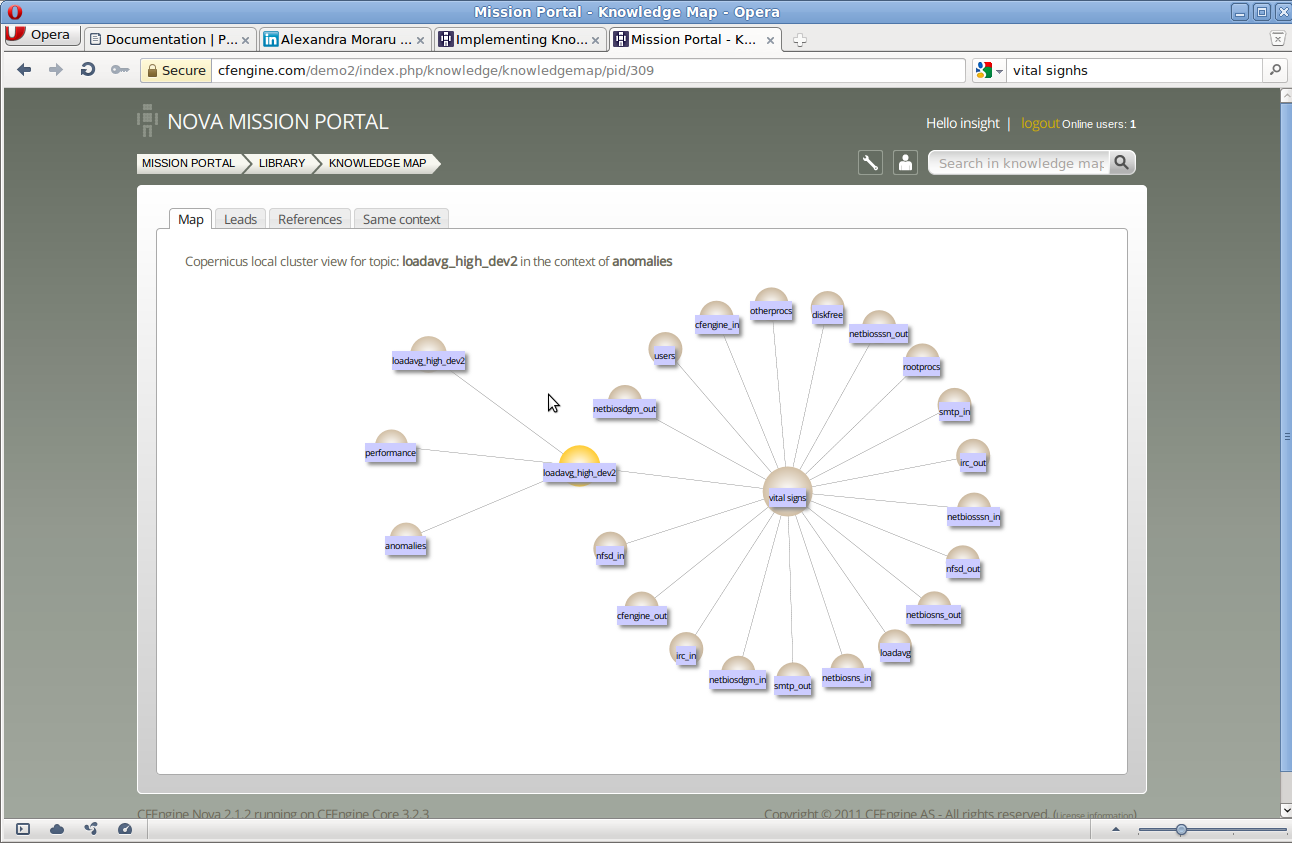 Mission Portal - Knowledge Map - Opera
Opera
Documentation | P...
Alexandra Moraru ...
Implementing Kno...
Mission Portal - K...
Secure
cfengine.com/demo2/index.php/knowledge/knowledgemap/pid/309
vital signhs
NOVA MISSION PORTAL
Hello insight | logout Online users: 1
MISSION PORTAL
LIBRARY
KNOWLEDGE MAP
Search in knowledge map
Map
Leads
References
Same context
Copernicus local cluster view for topic: loadavg_high_dev2 in the context of anomalies
otherprocs
diskfree
cfengine_in
netbiosssn_out
users
loadavg_high_dev2
rootprocs
netbiosdgm_out
smtp_in
performance
irc_out
loadavg_high_dev2
vital signs
netbiosssn_in
anomalies
nfsd_in
nfsd_out
cfengine_out
netbiosns_out
irc_in
loadavg
netbiosdgm_in
smtp_out
netbiosns_in
CFEngine Nova 2.1.2 running on CFEngine Core 3.2.3
Copyright © 2011 CFEngine AS - All rights reserved. (License information)